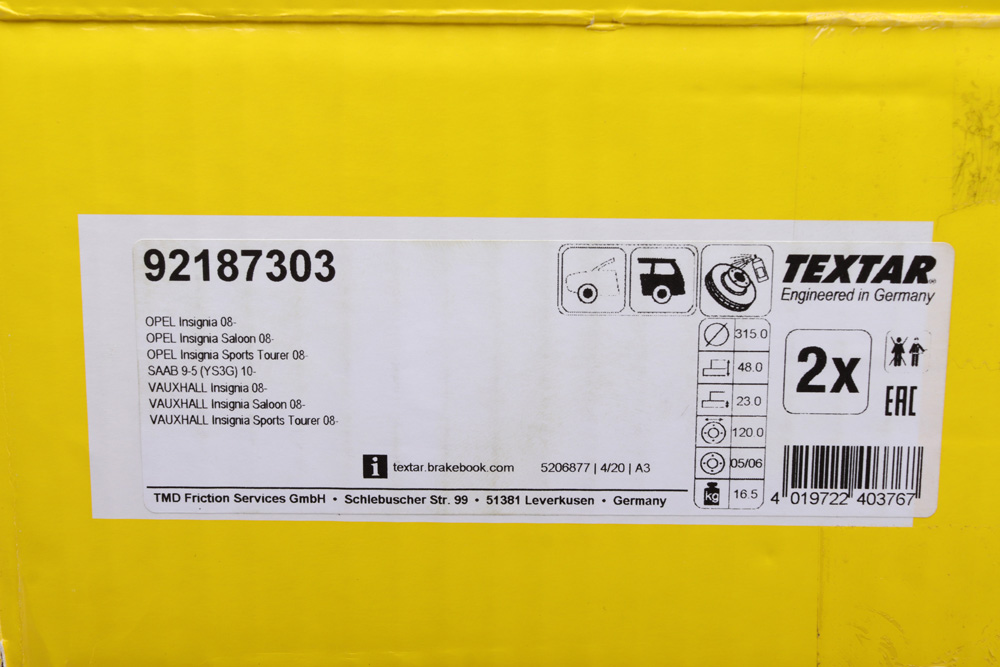 92187303
OPEL Insignia 08-
OPEL Insignia Saloon 08-
OPEL Insignia Sports Tourer 08-
SAAB 9-5 (YS3G) 10-
VAUXHALL Insignia 08-
VAUXHALL Insignia Saloon 08-
VAUXHALL Insignia Sports Tourer 08-
i textar.brakebook.com 5206877 | 4/20 | A3
TMD Friction Services GmbH • Schlebuscher Str. 99 • 51381 Leverkusen • Germany
315.0
48.0
23.0
120.0
05/06
kg 16.5
TEXTAR
Engineered in Germany
2x
EAC
4 019722 403767